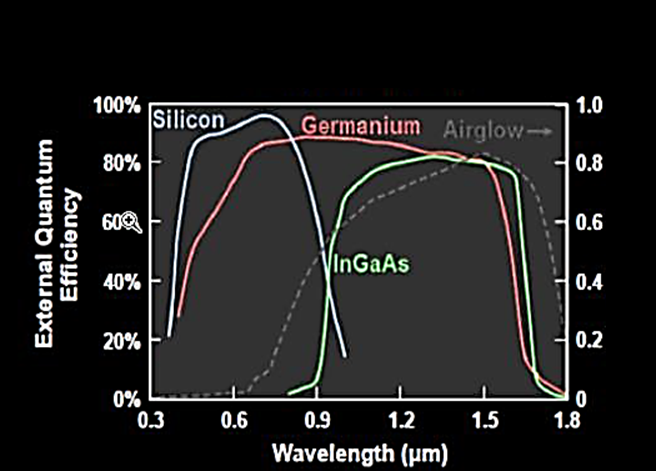 External Quantum
Efficiency
100%
80%
60%
40%
20%
0%
Silicon
Germanium
Airglow
InGaAs
1.0
0.8
0.6
0.4
0.2
0
0.3
0.6
0.9
1.2
1.5
1.8
Wavelength (μm)